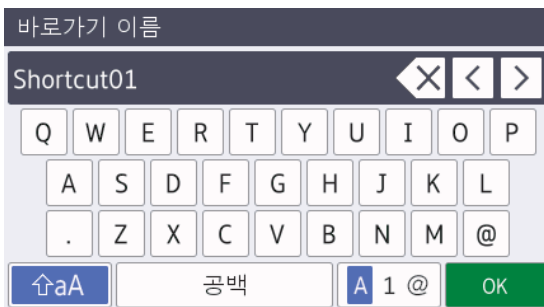 바로가기 이름
Shortcut01
Q W E R T Y U I O P
A S D F G H J K L
. Z X C V B N M @
⇧aA 공백 A 1 @ OK